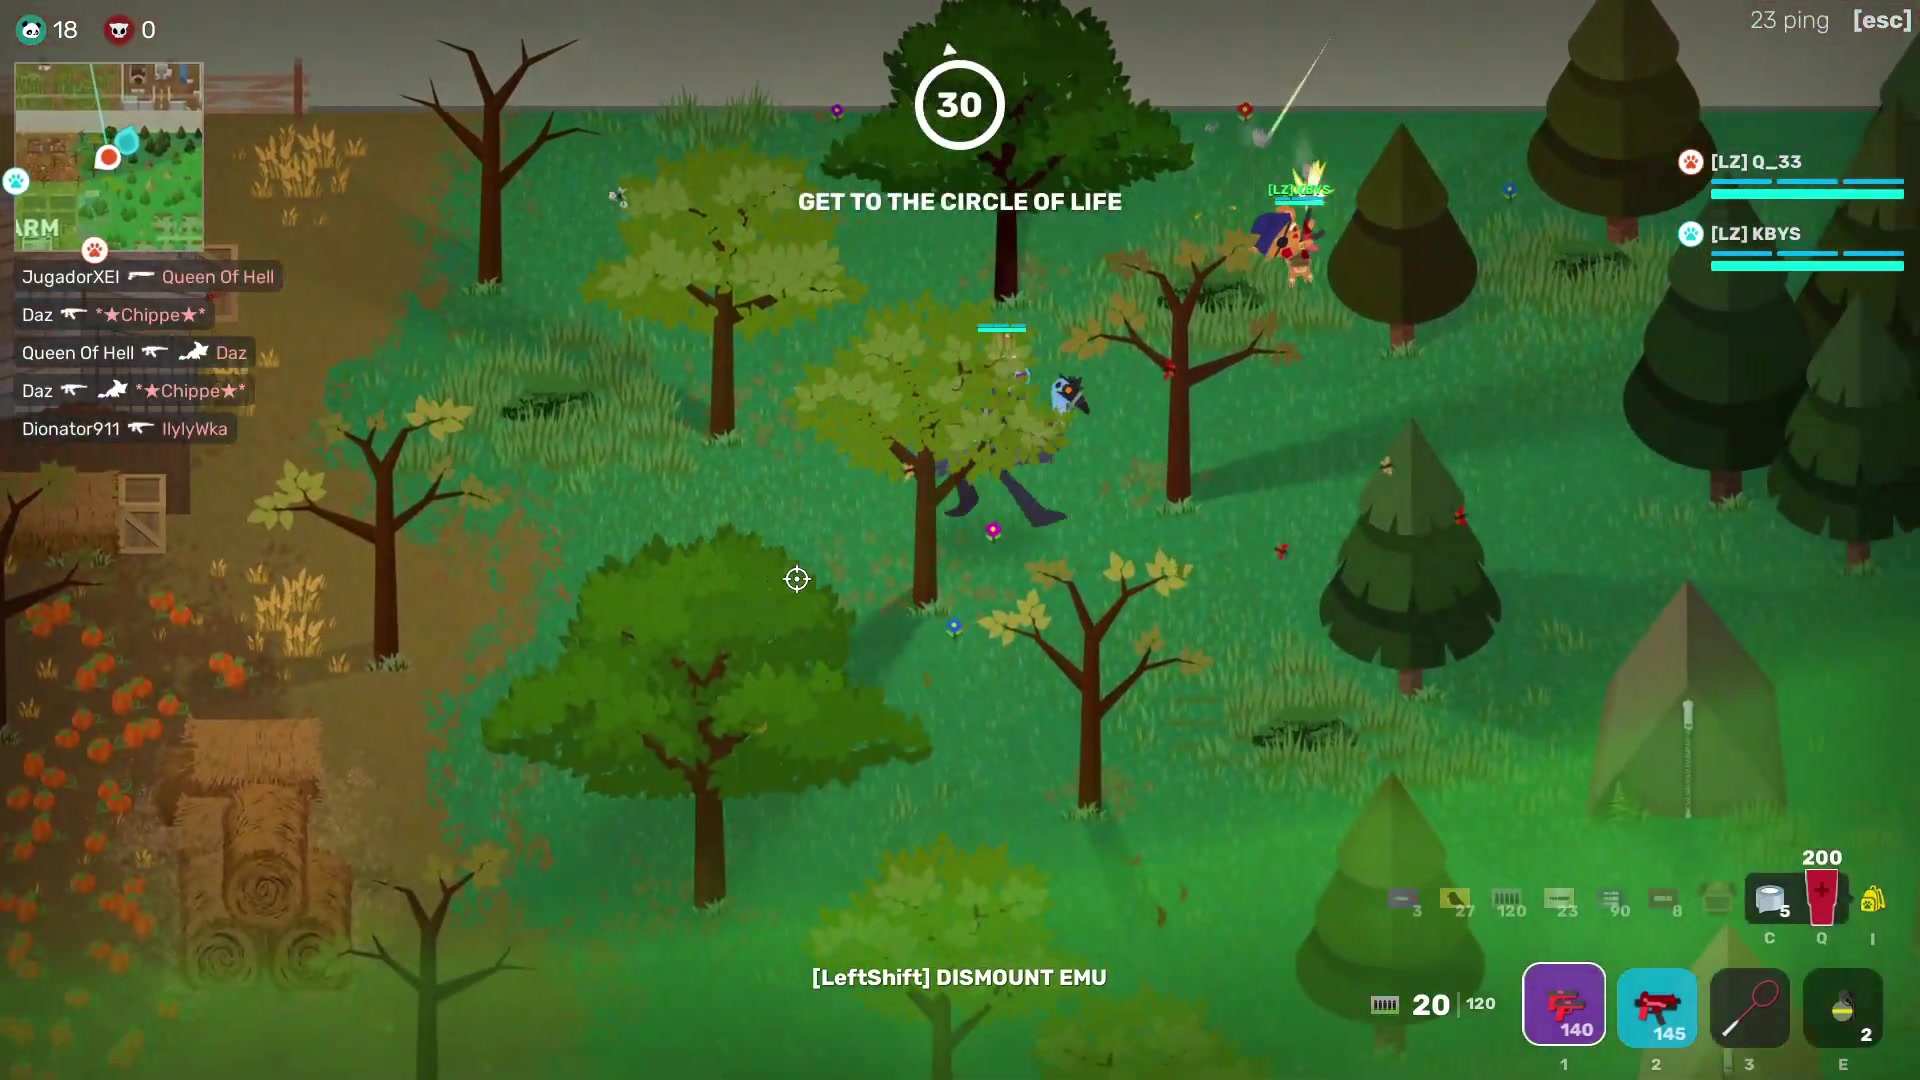 18 0
23 ping [esc]
30
GET TO THE CIRCLE OF LIFE
[LZ] Q_33
[LZ] KBYS
[LZ] KBYS
ARM
JugadorXEI Queen Of Hell
Daz *★Chippe★*
Queen Of Hell Daz
Daz *★Chippe★*
Dionator911 IlylyWka
200
3 27 120 23 90 8 5
C Q I
[LeftShift] DISMOUNT EMU
20 120
140 145 2
1 2 3 E